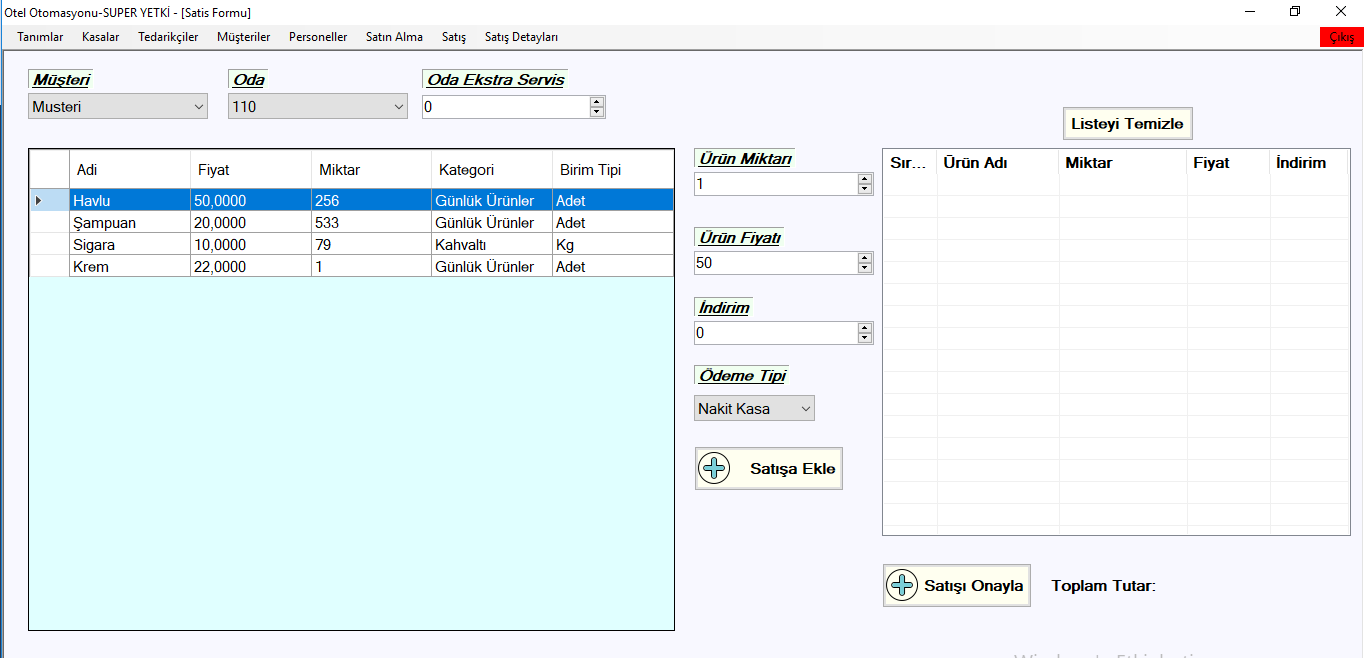 Otel Otomasyonu-SUPER YETKİ - [Satis Formu]
Tanımlar Kasalar Tedarikçiler Müşteriler Personeller Satın Alma Satış Satış Detayları Çıkış
Müşteri Oda Oda Ekstra Servis
Musteri 110 0
Listeyi Temizle
Adi Fiyat Miktar Kategori Birim Tipi
Havlu 50,0000 256 Günlük Ürünler Adet
Şampuan 20,0000 533 Günlük Ürünler Adet
Sigara 10,0000 79 Kahvaltı Kg
Krem 22,0000 1 Günlük Ürünler Adet
Ürün Miktarı
1
Ürün Fiyatı
50
İndirim
0
Ödeme Tipi
Nakit Kasa
Satışa Ekle
Sır... Ürün Adı Miktar Fiyat İndirim
Satışı Onayla Toplam Tutar: